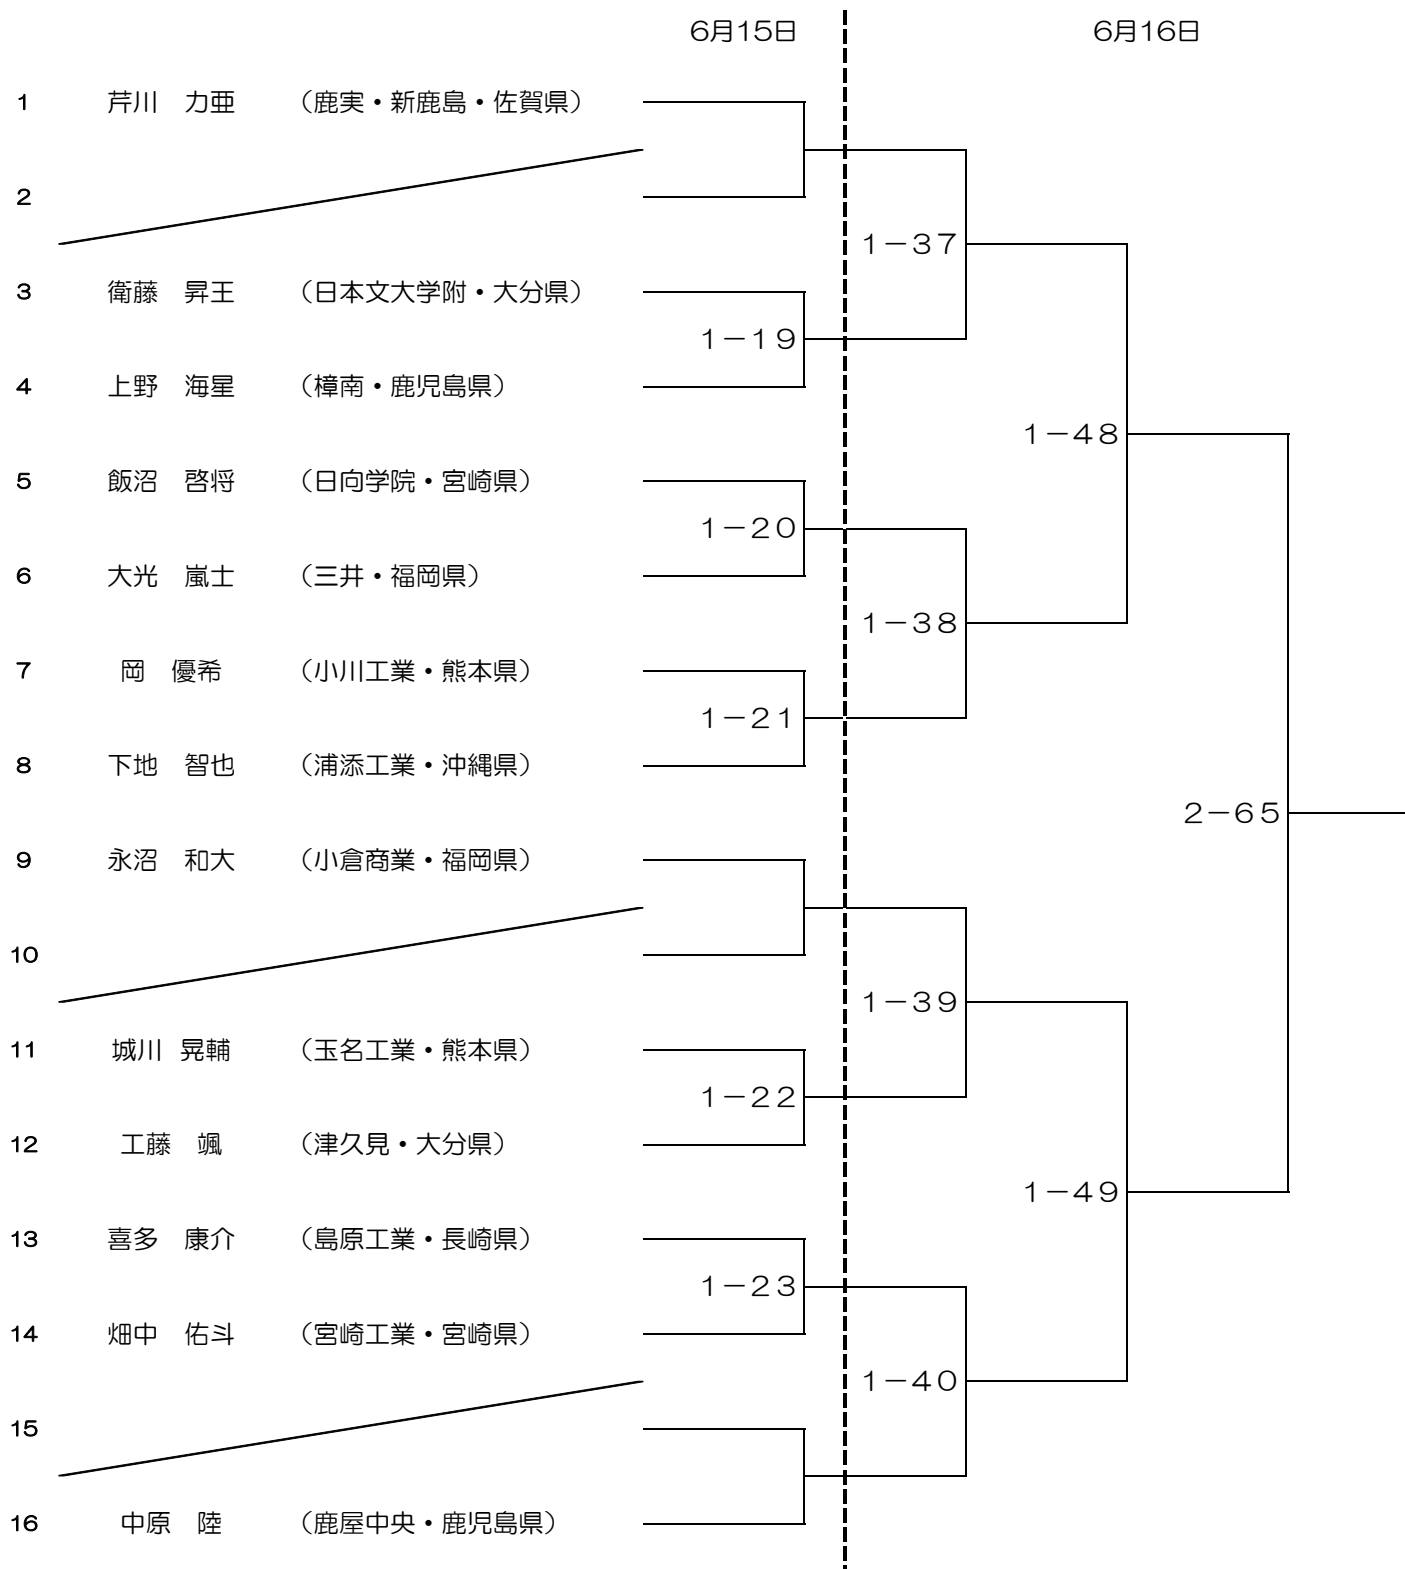 6月15日 6月16日
1 芹川 力亜 （鹿実・新鹿島・佐賀県）
2
1－37
3 衛藤 昇王 （日本文大学附・大分県）
1－19
4 上野 海星 （樟南・鹿児島県）
1－48
5 飯沼 啓将 （日向学院・宮崎県）
1－20
6 大光 嵐士 （三井・福岡県）
1－38
7 岡 優希 （小川工業・熊本県）
1－21
8 下地 智也 （浦添工業・沖縄県）
2－65
9 永沼 和大 （小倉商業・福岡県）
10
1－39
11 城川 晃輔 （玉名工業・熊本県）
1－22
12 工藤 颯 （津久見・大分県）
1－49
13 喜多 康介 （島原工業・長崎県）
1－23
14 畑中 佑斗 （宮崎工業・宮崎県）
1－40
15
16 中原 陸 （鹿屋中央・鹿児島県）